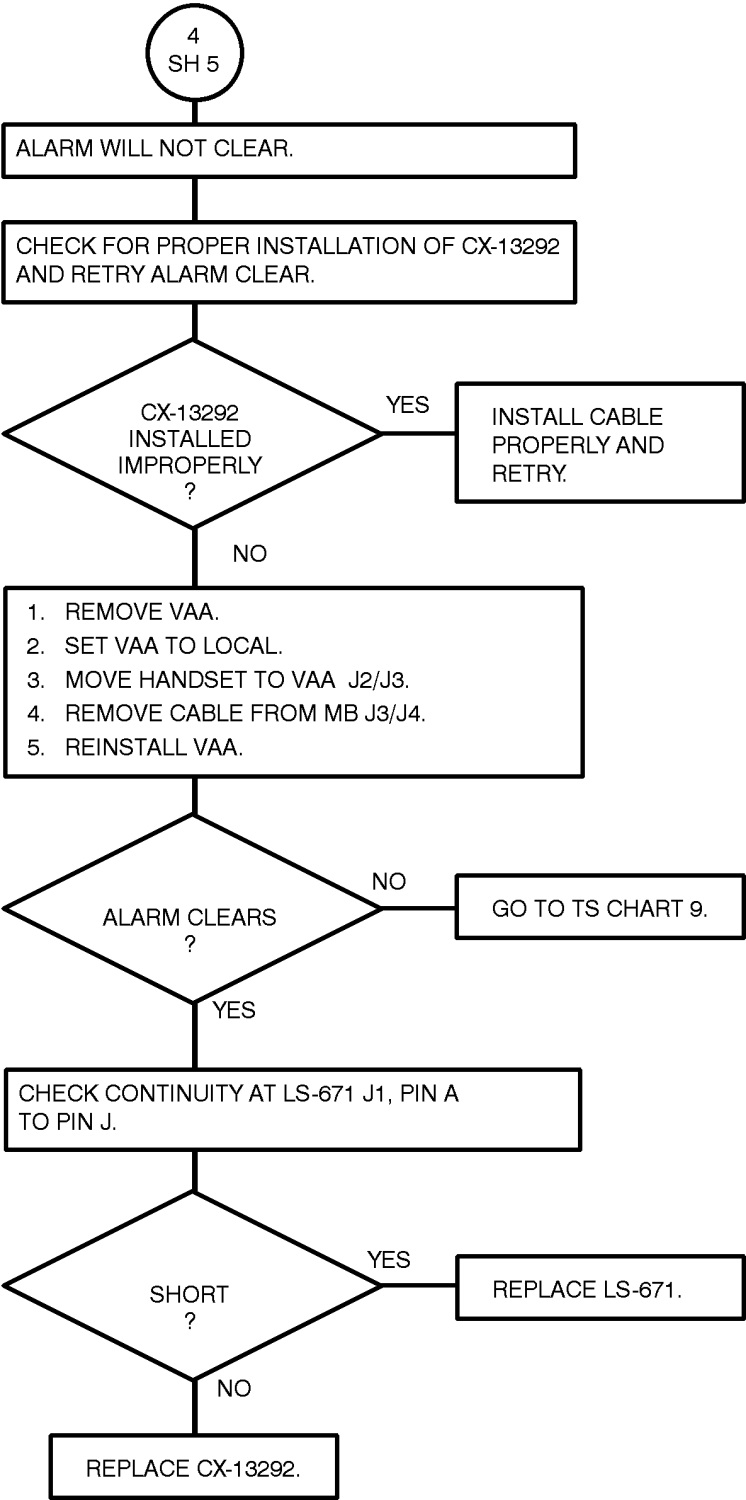 4
SH 5
ALARM WILL NOT CLEAR.
CHECK FOR PROPER INSTALLATION OF CX-13292
AND RETRY ALARM CLEAR.
CX-13292
INSTALLED
IMPROPERLY
?
YES
INSTALL CABLE
PROPERLY AND
RETRY.
NO
1. REMOVE VAA.
2. SET VAA TO LOCAL.
3. MOVE HANDSET TO VAA J2/J3.
4. REMOVE CABLE FROM MB J3/J4.
5. REINSTALL VAA.
ALARM CLEARS
?
NO
GO TO TS CHART 9.
YES
CHECK CONTINUITY AT LS-671 J1, PIN A
TO PIN J.
SHORT
?
YES
REPLACE LS-671.
NO
REPLACE CX-13292.